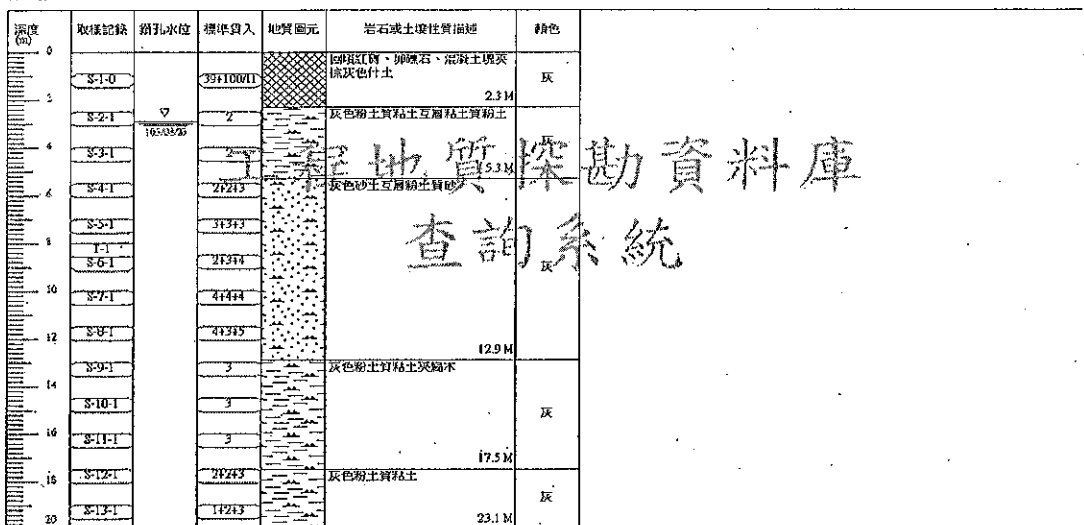 深度(m) 取樣記錄 鑽孔水位 標準貫入 地質圖元 岩石或土壤性質描述 顏色
0
回填紅磚、卵礫石、混凝土塊夾
棕灰色什土
S-1-0 39+100/11 灰
2.3 M
2
S-2-1 2 灰色粉土質粘土互層粘土質粉土
灰
4
S-3-1 2
5.3 M
工程地質探勘資料庫
6 S-4-1 2+2+3 灰色砂土互層粉土質砂
S-5-1 3+3+3
查詢系統
8
T-1
S-6-1 2+3+4 灰
10 S-7-1 4+4+4
12 S-8-1 4+3+5
12.9 M
S-9-1 3 灰色粉土質粘土夾腐木
14
S-10-1 3 灰
16 S-11-1 3
17.5 M
18 S-12-1 2+2+3 灰色粉土質粘土
灰
20 S-13-1 1+2+3
23.1 M